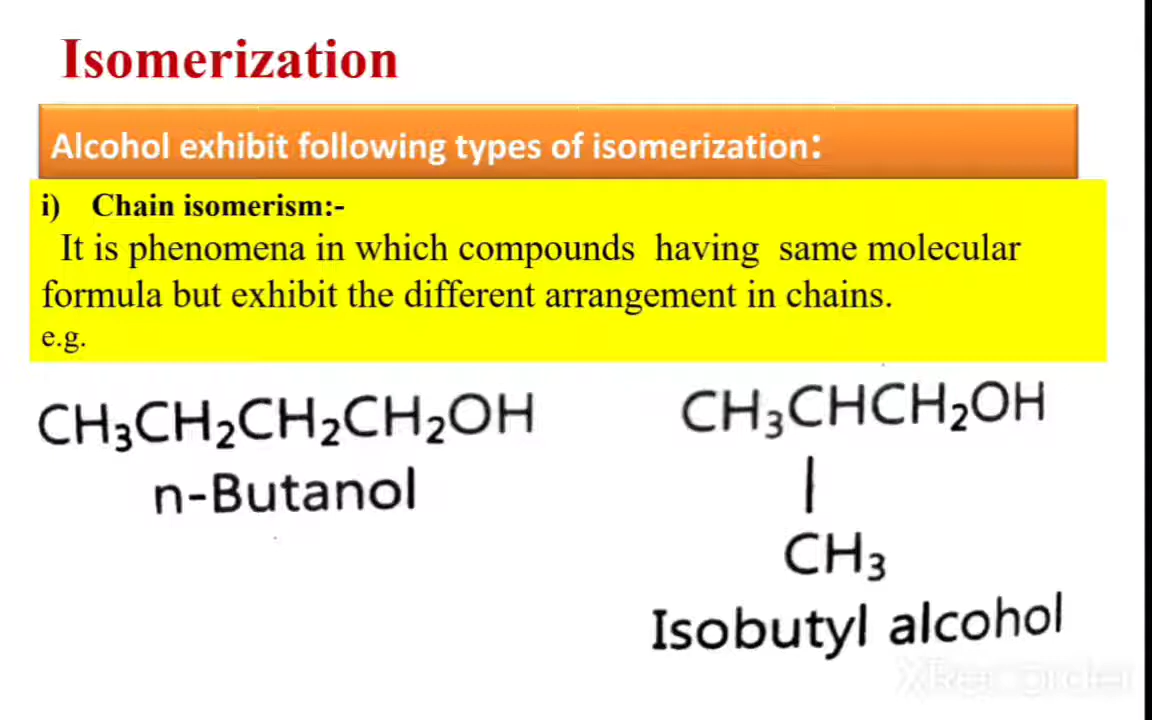 Isomerization
Alcohol exhibit following types of isomerization:
i) Chain isomerism:-
It is phenomena in which compounds having same molecular
formula but exhibit the different arrangement in chains.
e.g.
CH₃CH₂CH₂CH₂OH
n-Butanol
CH₃CHCH₂OH
|
CH₃
Isobutyl alcohol
XRecorder